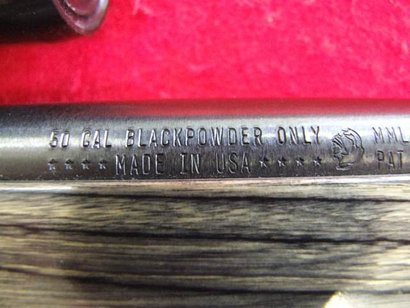 50 CAL BLACKPOWDER ONLY MML
**** MADE IN USA **** PAT